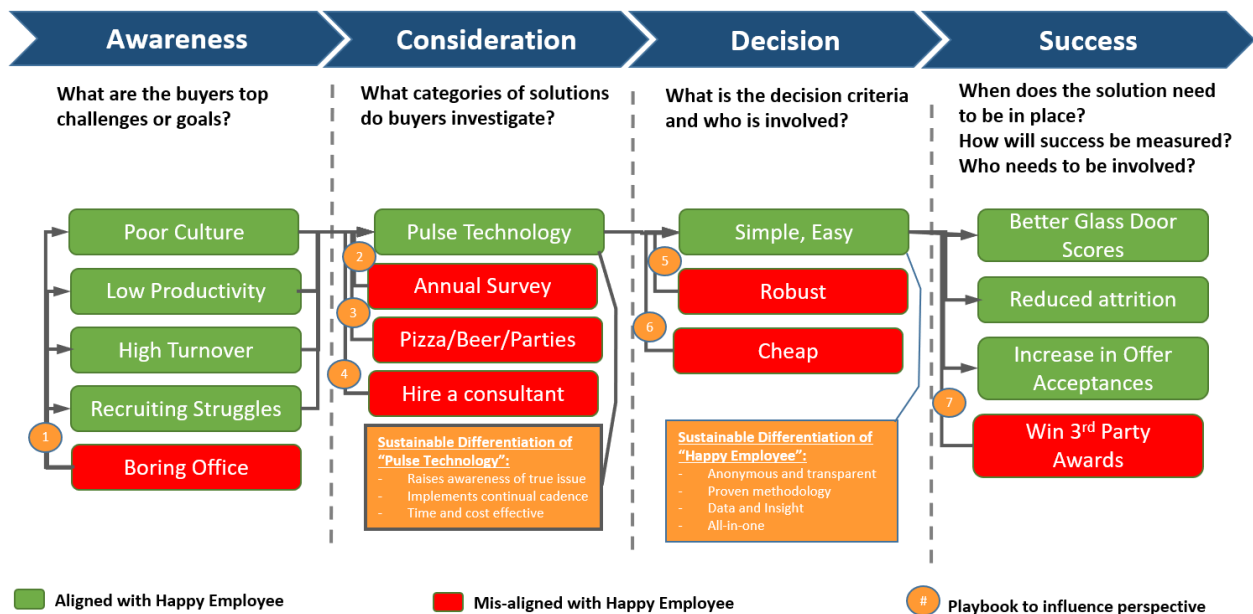 Awareness
Consideration
Decision
Success
What are the buyers top
challenges or goals?
What categories of solutions
do buyers investigate?
What is the decision criteria
and who is involved?
When does the solution need
to be in place?
How will success be measured?
Who needs to be involved?
Poor Culture
Low Productivity
High Turnover
Recruiting Struggles
1
Boring Office
Pulse Technology
2
Annual Survey
3
Pizza/Beer/Parties
4
Hire a consultant
Sustainable Differentiation of
“Pulse Technology”:
- Raises awareness of true issue
- Implements continual cadence
- Time and cost effective
Simple, Easy
5
Robust
6
Cheap
Sustainable Differentiation of
“Happy Employee”:
- Anonymous and transparent
- Proven methodology
- Data and Insight
- All-in-one
Better Glass Door
Scores
Reduced attrition
Increase in Offer
Acceptances
7
Win 3rd Party
Awards
Aligned with Happy Employee
Mis-aligned with Happy Employee
# Playbook to influence perspective